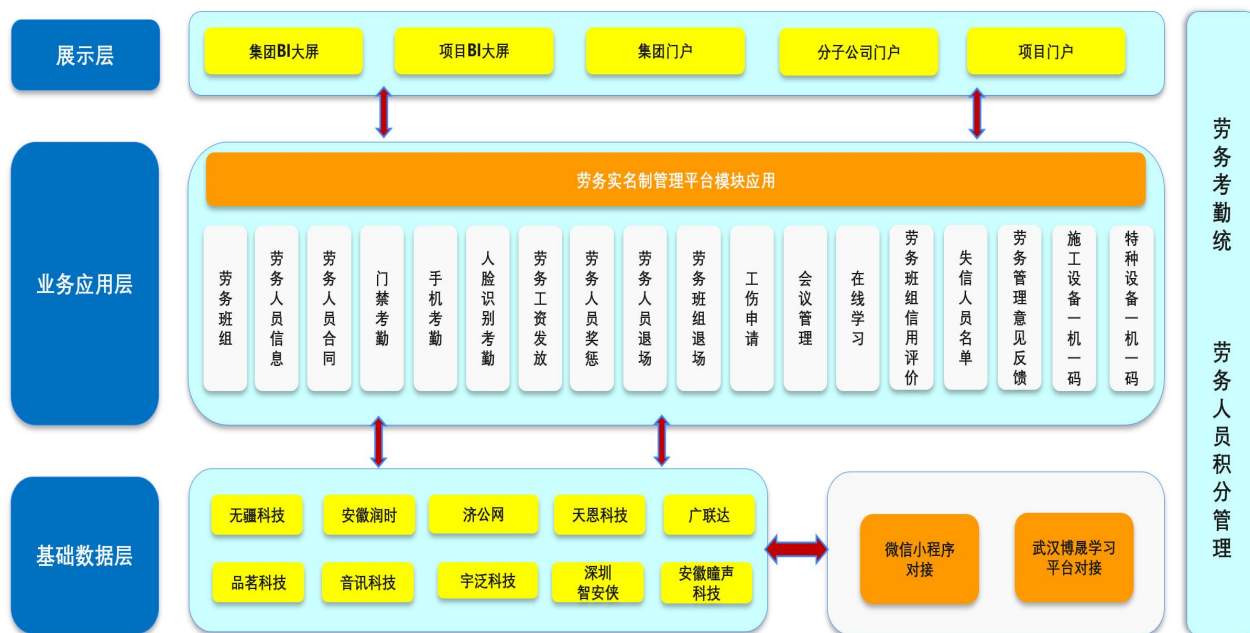 展示层
集团BI大屏
项目BI大屏
集团门户
分子公司门户
项目门户
业务应用层
劳务实名制管理平台模块应用
劳务班组
劳务人员信息
劳务人员合同
门禁考勤
手机考勤
人脸识别考勤
劳务工资发放
劳务人员奖惩
劳务人员退场
劳务班组退场
工伤申请
会议管理
在线学习
劳务班组信用评价
失信人员名单
劳务管理意见反馈
施工设备一机一码
特种设备一机一码
基础数据层
无疆科技
安徽润时
济公网
天恩科技
广联达
品茗科技
音讯科技
宇泛科技
深圳
智安侠
安徽瞳声
科技
微信小程序
对接
武汉博晟学习
平台对接
劳务考勤统
劳务人员积分管理